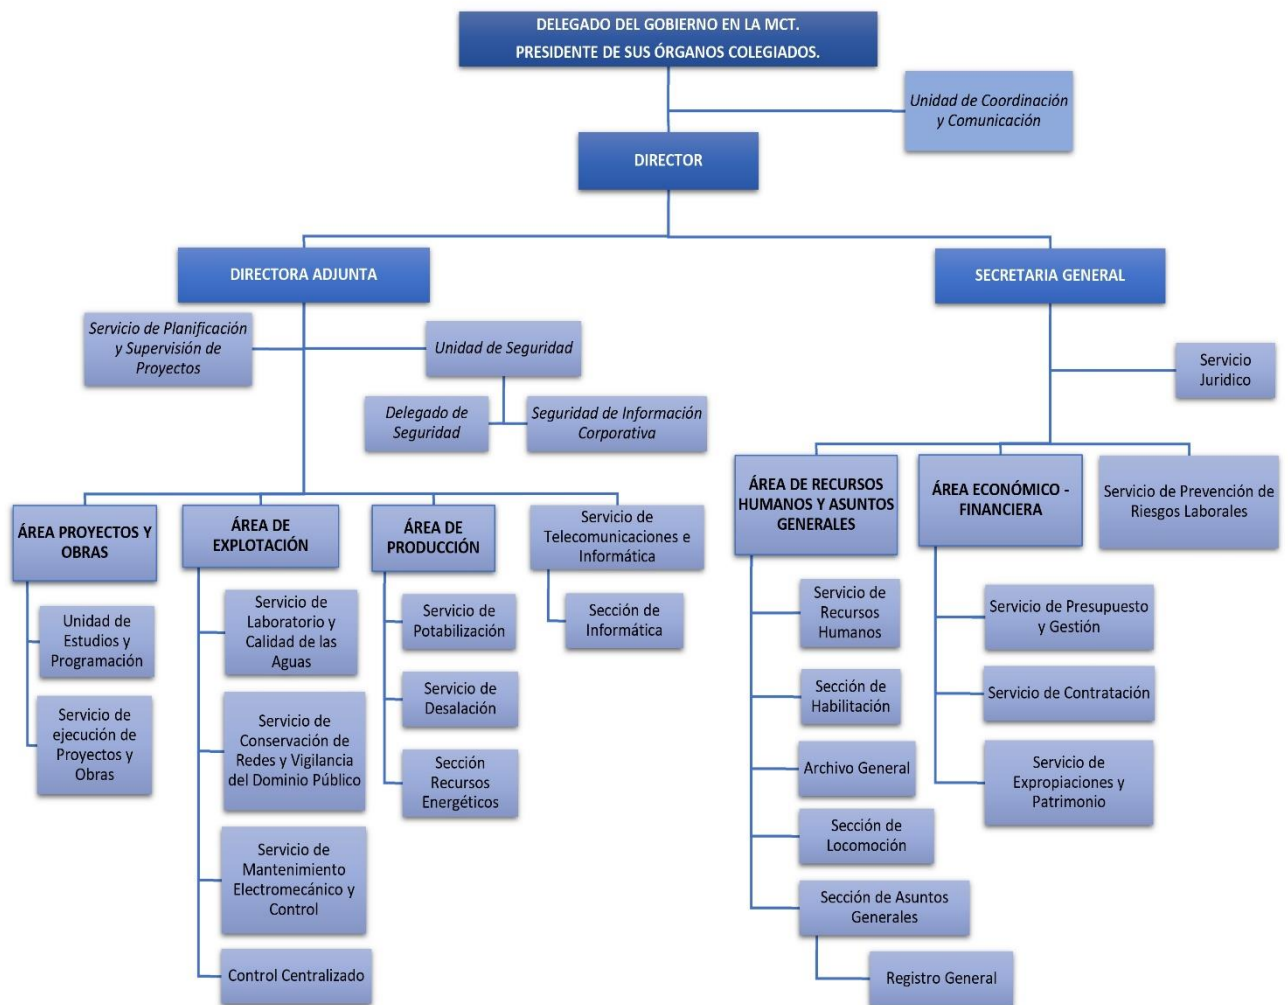 DELEGADO DEL GOBIERNO EN LA MCT.
PRESIDENTE DE SUS ÓRGANOS COLEGIADOS.
Unidad de Coordinación
y Comunicación
DIRECTOR
DIRECTORA ADJUNTA
SECRETARIA GENERAL
Servicio de Planificación
y Supervisión de
Proyectos
Unidad de Seguridad
Delegado de
Seguridad
Seguridad de Información
Corporativa
Servicio
Juridico
ÁREA PROYECTOS Y
OBRAS
Unidad de
Estudios y
Programación
Servicio de
ejecución de
Proyectos y
Obras
ÁREA DE
EXPLOTACIÓN
Servicio de
Laboratorio y
Calidad de las
Aguas
Servicio de
Conservación de
Redes y Vigilancia
del Dominio Público
Servicio de
Mantenimiento
Electromecánico y
Control
Control Centralizado
ÁREA DE
PRODUCCIÓN
Servicio de
Potabilización
Servicio de
Desalación
Sección
Recursos
Energéticos
Servicio de
Telecomunicaciones e
Informática
Sección de
Informática
ÁREA DE RECURSOS
HUMANOS Y ASUNTOS
GENERALES
Servicio de
Recursos
Humanos
Sección de
Habilitación
Archivo General
Sección de
Locomoción
Sección de Asuntos
Generales
Registro General
ÁREA ECONÓMICO -
FINANCIERA
Servicio de Presupuesto
y Gestión
Servicio de Contratación
Servicio de
Expropiaciones y
Patrimonio
Servicio de Prevención de
Riesgos Laborales